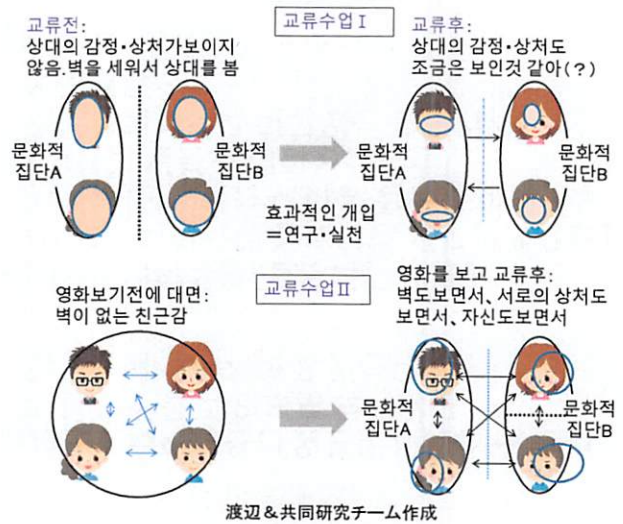 교류수업Ⅰ
교류전:
상대의 감정・상처가보이지
않음.벽을 세워서 상대를 봄
교류후:
상대의 감정・상처도
조금은 보인것 같아(?)
문화적
집단A
문화적
집단B
효과적인 개입
=연구・실천
문화적
집단A
문화적
집단B
교류수업Ⅱ
영화보기전에 대면:
벽이 없는 친근감
영화를 보고 교류후:
벽도보면서、서로의 상처도
보면서、자신도보면서
문화적
집단A
문화적
집단B
渡辺&共同研究チーム作成